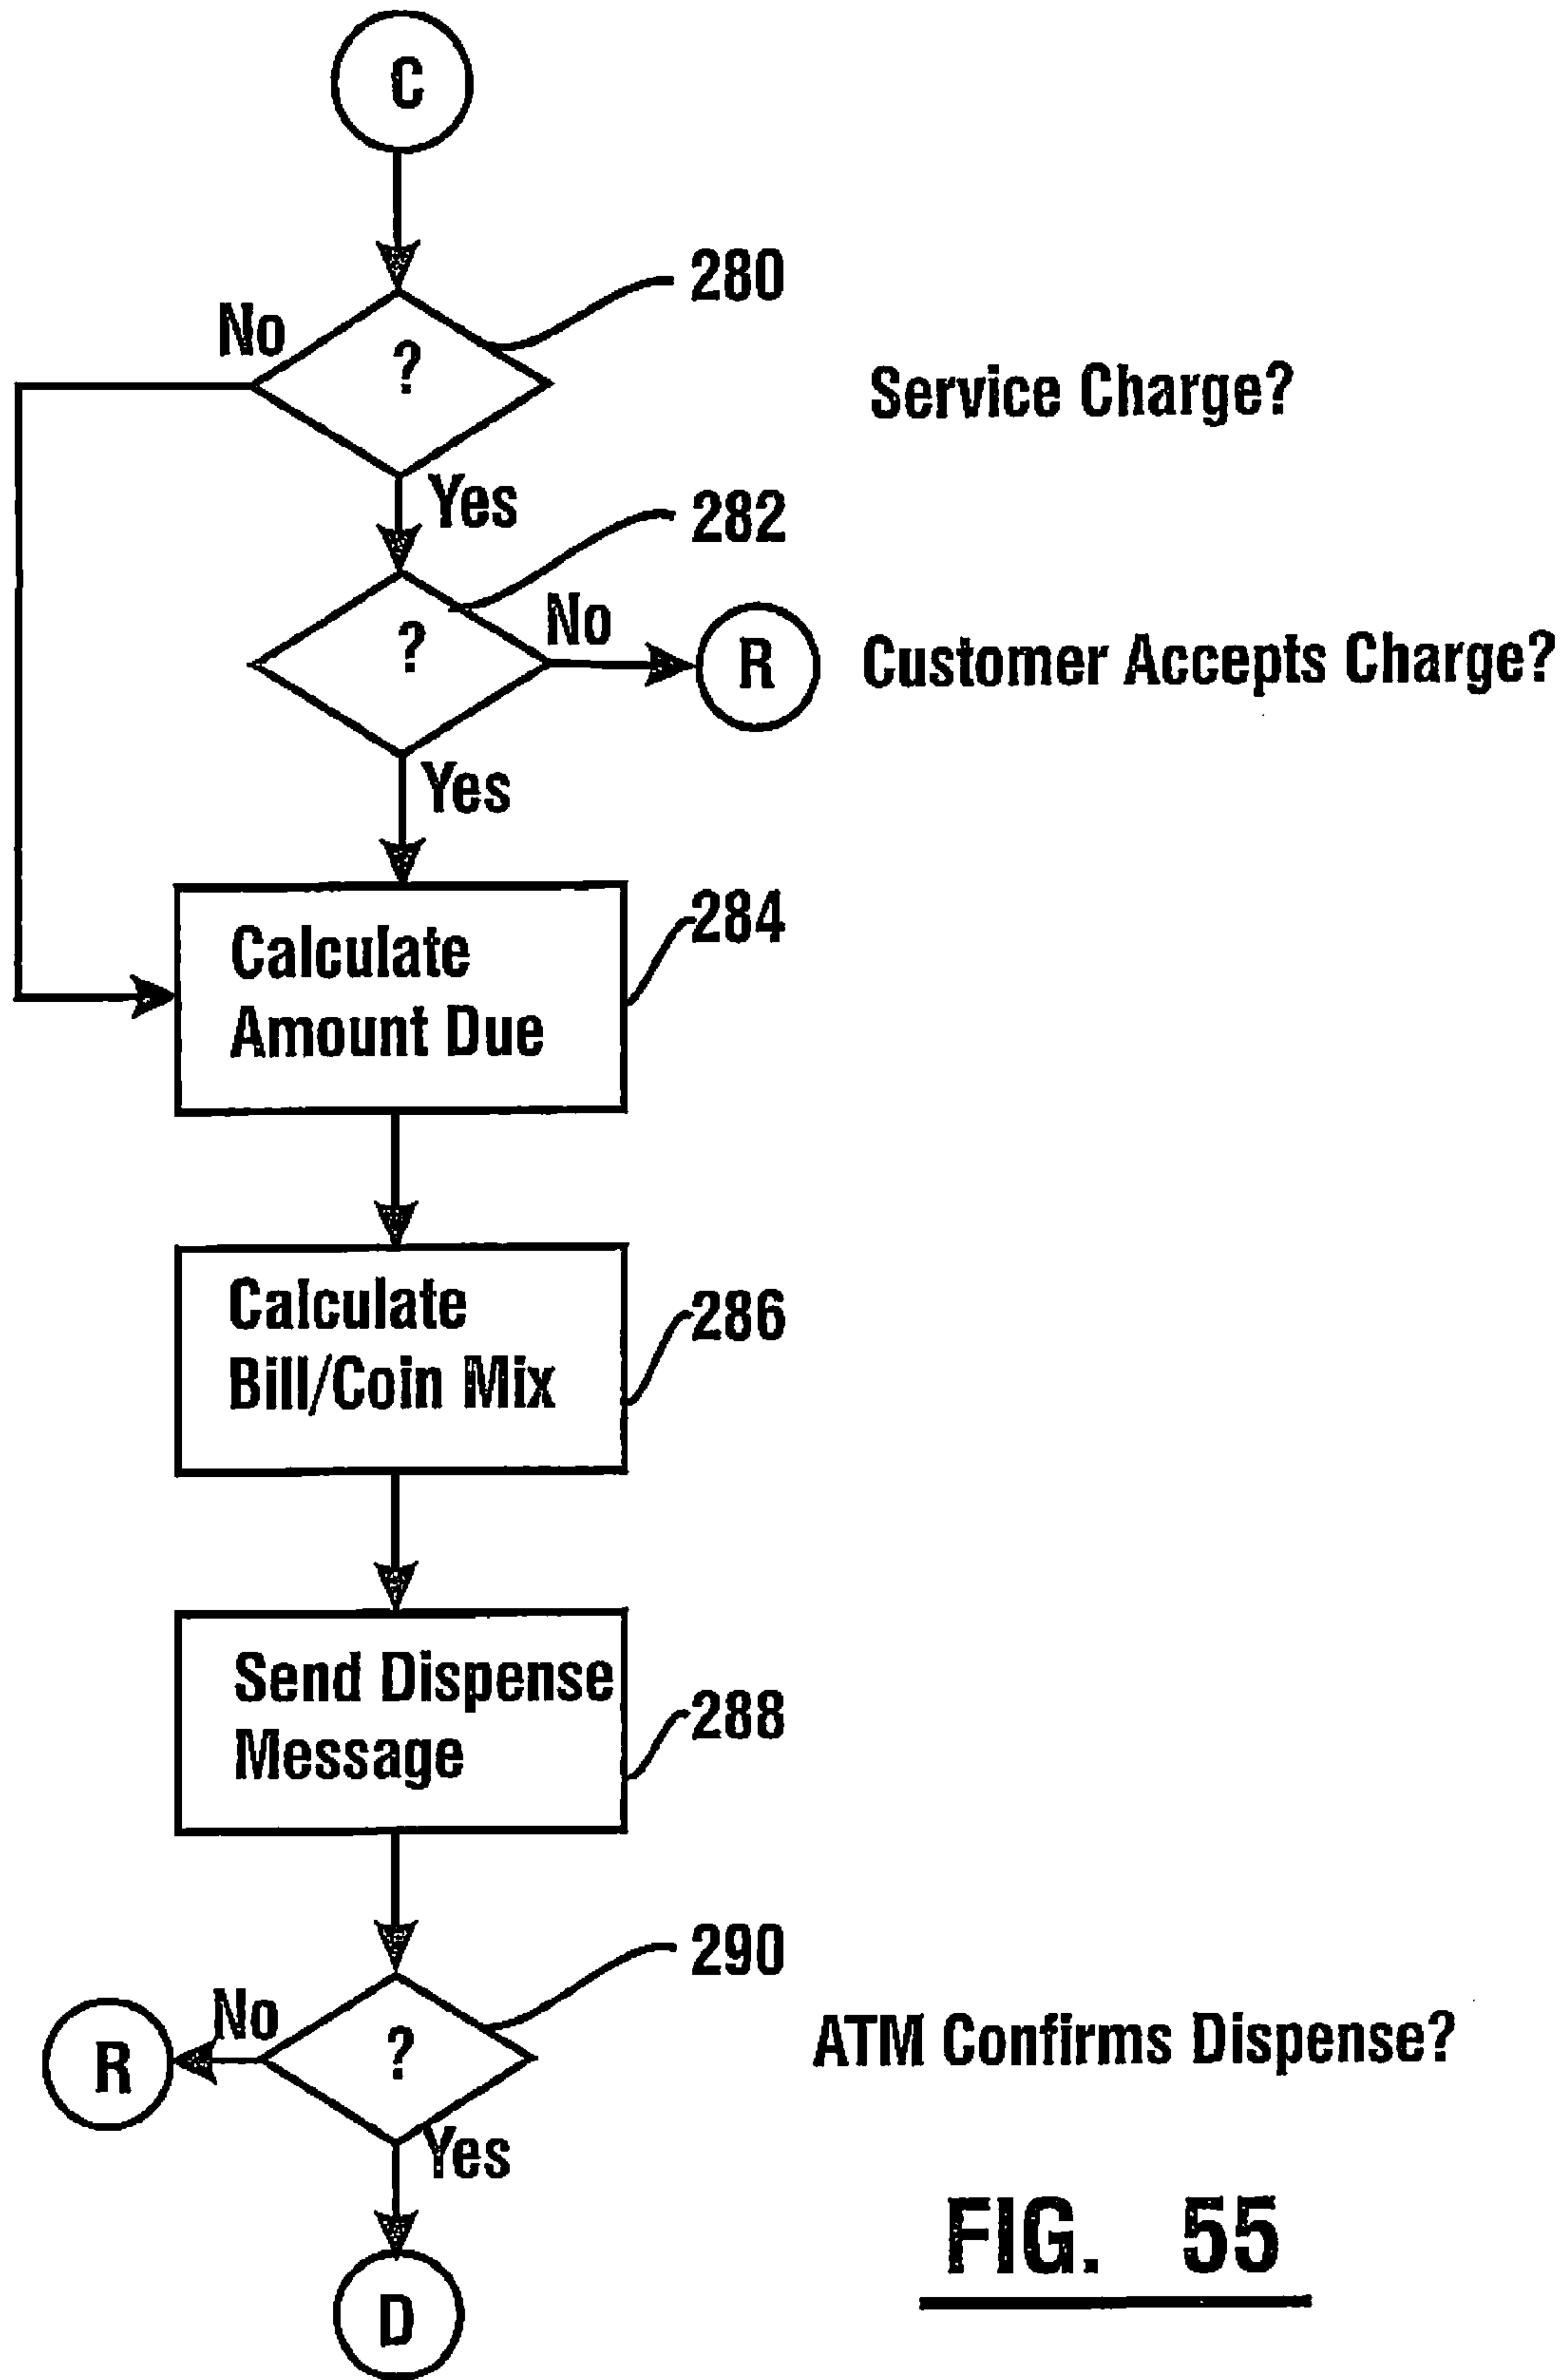 C
280
No
?
Service Charge?
Yes
282
No
?
R
Customer Accepts Charge?
Yes
284
Calculate
Amount Due
Calculate
286
Bill/Coin Mix
Send Dispense
288
Message
290
No
?
R
ATM Confirms Dispense?
Yes
FIG. 55
D